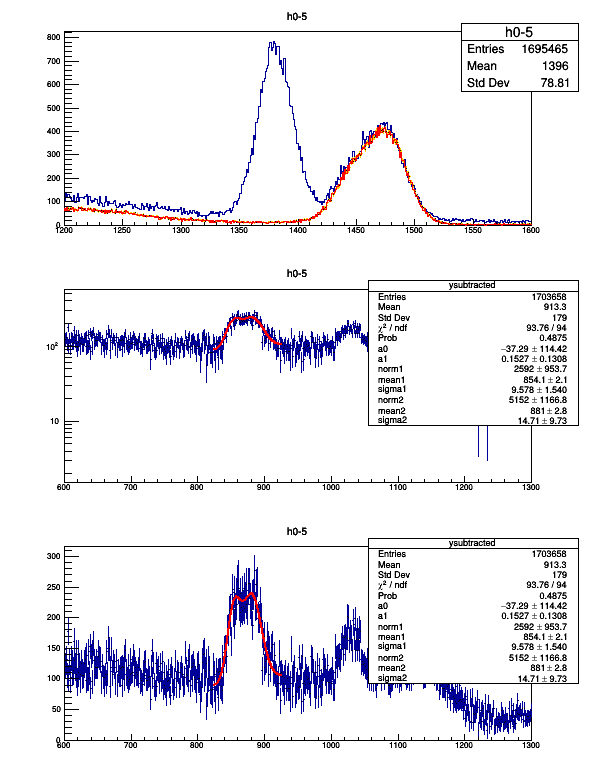 h0-5
h0-5
Entries 1695465
Mean 1396
Std Dev 78.81
800
700
600
500
400
300
200
100
0
1200 1250 1300 1350 1400 1450 1500 1550 1600
h0-5
ysubtracted
Entries 1703658
Mean 913.3
Std Dev 179
χ² / ndf 93.76 / 94
Prob 0.4875
a0 −37.29 ± 114.42
a1 0.1527 ± 0.1308
norm1 2592 ± 953.7
mean1 854.1 ± 2.1
sigma1 9.578 ± 1.540
norm2 5152 ± 1166.8
mean2 881 ± 2.8
sigma2 14.71 ± 9.73
10²
10
600 700 800 900 1000 1100 1200 1300
h0-5
ysubtracted
Entries 1703658
Mean 913.3
Std Dev 179
χ² / ndf 93.76 / 94
Prob 0.4875
a0 −37.29 ± 114.42
a1 0.1527 ± 0.1308
norm1 2592 ± 953.7
mean1 854.1 ± 2.1
sigma1 9.578 ± 1.540
norm2 5152 ± 1166.8
mean2 881 ± 2.8
sigma2 14.71 ± 9.73
300
250
200
150
100
50
0
600 700 800 900 1000 1100 1200 1300